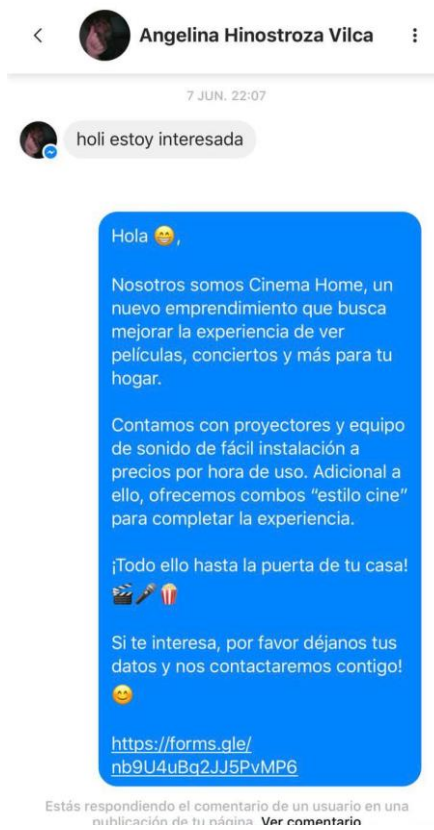 Angelina Hinostroza Vilca
7 JUN. 22:07
holi estoy interesada
Hola 😁,
Nosotros somos Cinema Home, un
nuevo emprendimiento que busca
mejorar la experiencia de ver
películas, conciertos y más para tu
hogar.
Contamos con proyectores y equipo
de sonido de fácil instalación a
precios por hora de uso. Adicional a
ello, ofrecemos combos “estilo cine”
para completar la experiencia.
¡Todo ello hasta la puerta de tu casa!
🎬🎤🍿
Si te interesa, por favor déjanos tus
datos y nos contactaremos contigo!
😊
https://forms.gle/
nb9U4uBq2JJ5PvMP6
Estás respondiendo el comentario de un usuario en una
publicación de tu página. Ver comentario